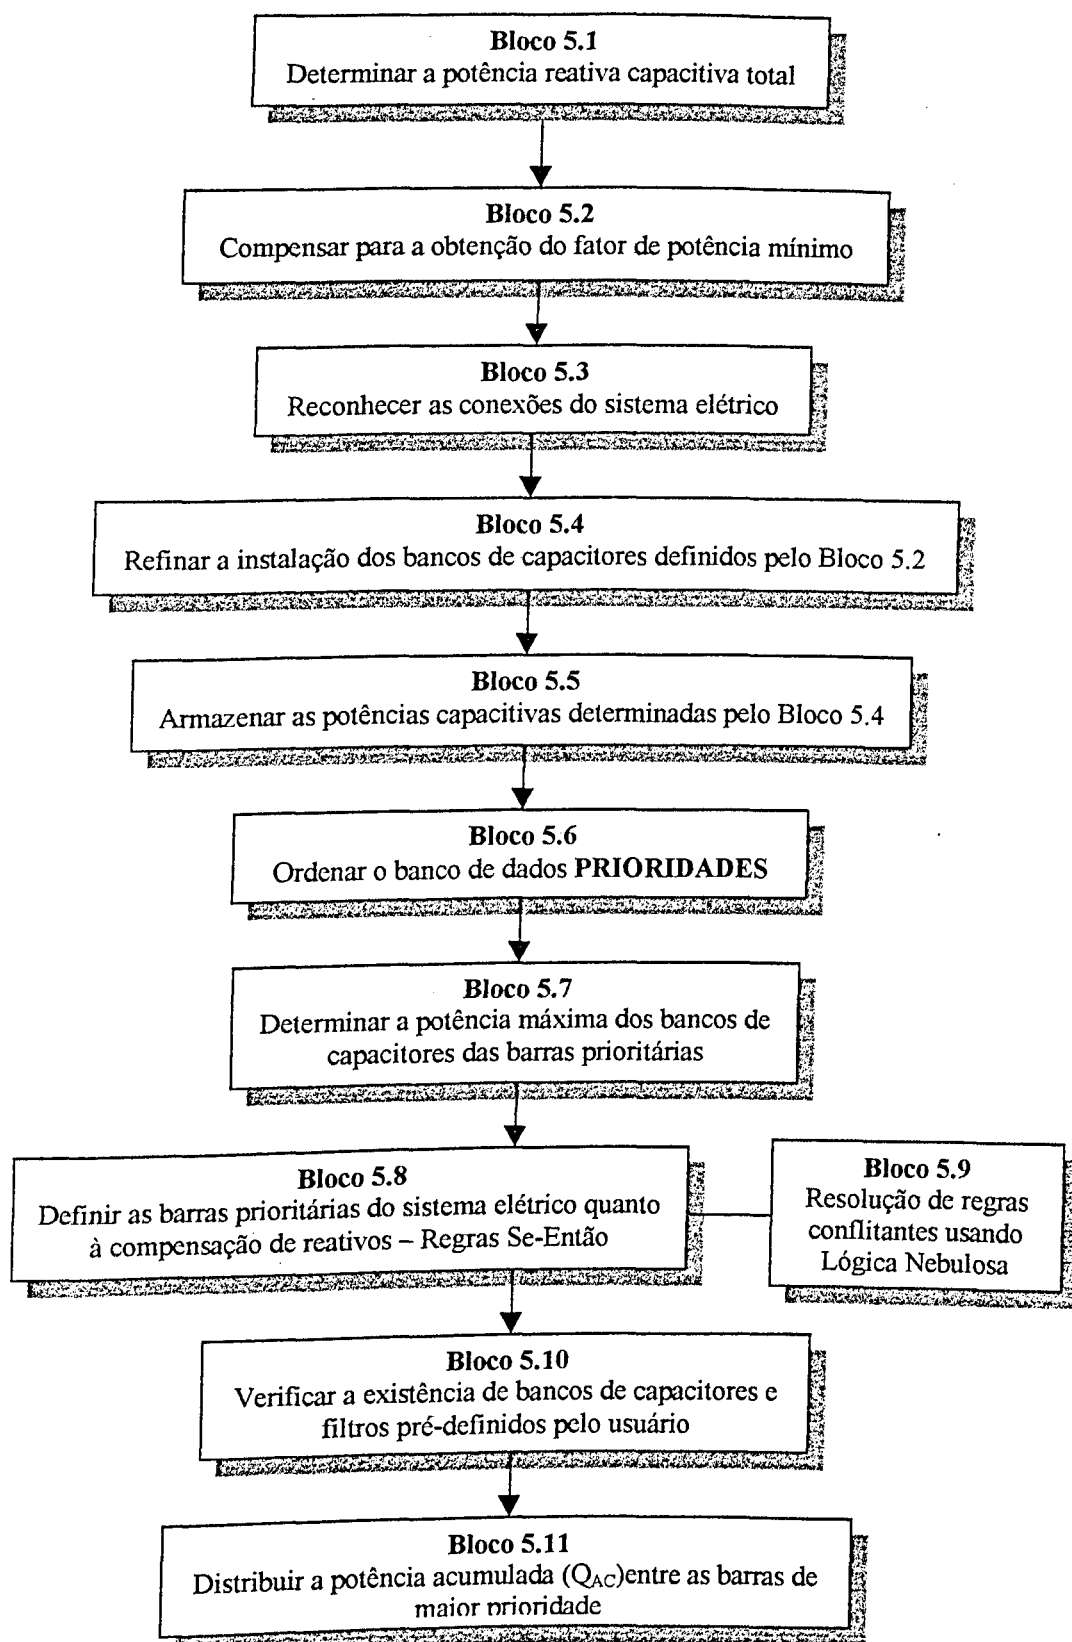 Bloco 5.1
Determinar a potência reativa capacitiva total
Bloco 5.2
Compensar para a obtenção do fator de potência mínimo
Bloco 5.3
Reconhecer as conexões do sistema elétrico
Bloco 5.4
Refinar a instalação dos bancos de capacitores definidos pelo Bloco 5.2
Bloco 5.5
Armazenar as potências capacitivas determinadas pelo Bloco 5.4
Bloco 5.6
Ordenar o banco de dados PRIORIDADES
Bloco 5.7
Determinar a potência máxima dos bancos de
capacitores das barras prioritárias
Bloco 5.8
Definir as barras prioritárias do sistema elétrico quanto
à compensação de reativos – Regras Se-Então
Bloco 5.9
Resolução de regras
conflitantes usando
Lógica Nebulosa
Bloco 5.10
Verificar a existência de bancos de capacitores e
filtros pré-definidos pelo usuário
Bloco 5.11
Distribuir a potência acumulada (QAC)entre as barras de
maior prioridade